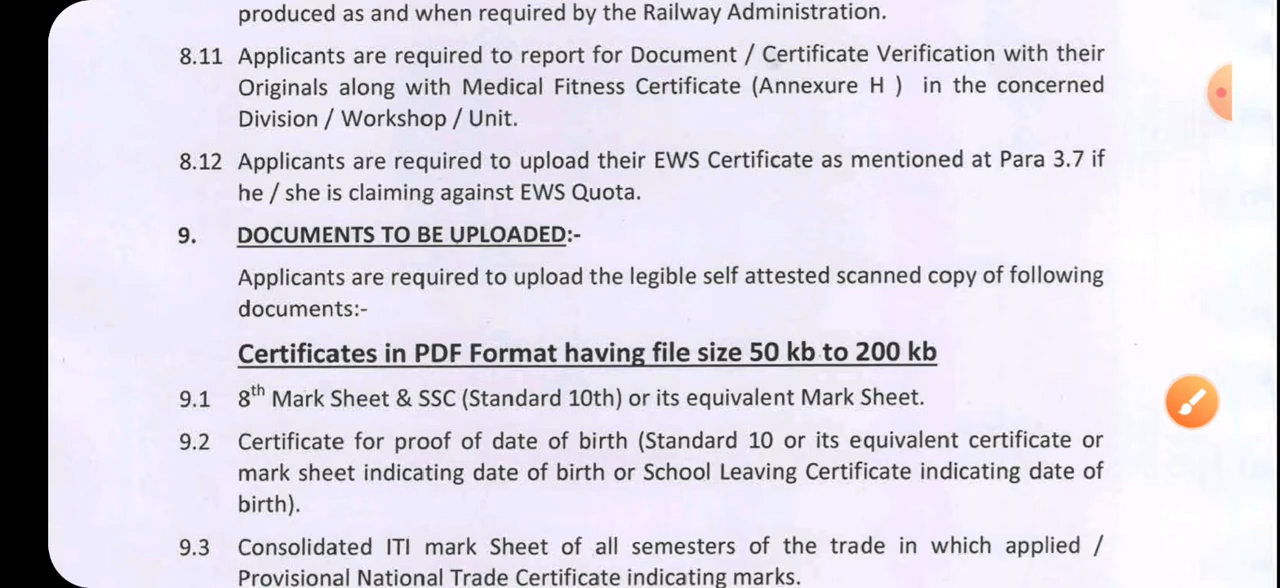 produced as and when required by the Railway Administration.
8.11 Applicants are required to report for Document / Certificate Verification with their
Originals along with Medical Fitness Certificate (Annexure H ) in the concerned
Division / Workshop / Unit.
8.12 Applicants are required to upload their EWS Certificate as mentioned at Para 3.7 if
he / she is claiming against EWS Quota.
9. DOCUMENTS TO BE UPLOADED:-
Applicants are required to upload the legible self attested scanned copy of following
documents:-
Certificates in PDF Format having file size 50 kb to 200 kb
9.1 8th Mark Sheet & SSC (Standard 10th) or its equivalent Mark Sheet.
9.2 Certificate for proof of date of birth (Standard 10 or its equivalent certificate or
mark sheet indicating date of birth or School Leaving Certificate indicating date of
birth).
9.3 Consolidated ITI mark Sheet of all semesters of the trade in which applied /
Provisional National Trade Certificate indicating marks.